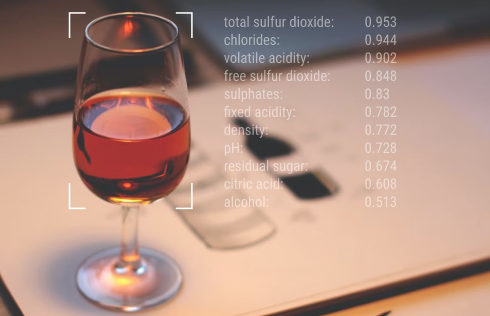 total sulfur dioxide: 0.953
chlorides: 0.944
volatile acidity: 0.902
free sulfur dioxide: 0.848
sulphates: 0.83
fixed acidity: 0.782
density: 0.772
pH: 0.728
residual sugar: 0.674
citric acid: 0.608
alcohol: 0.513